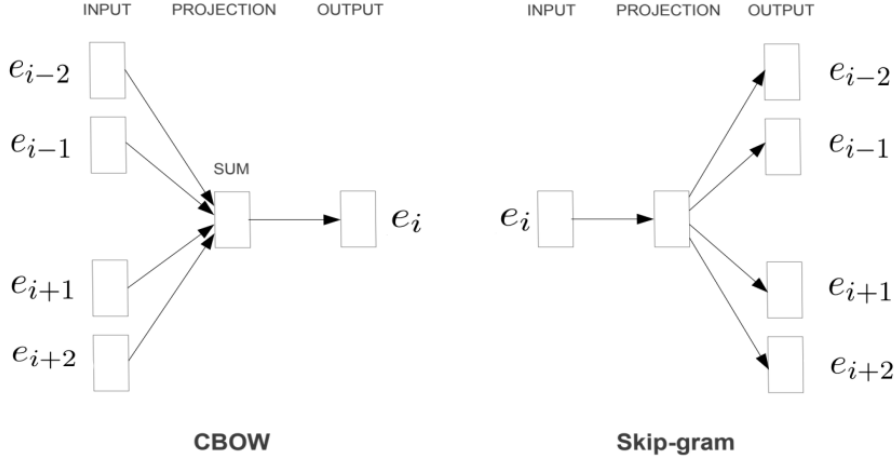 INPUT PROJECTION OUTPUT
e_{i-2}
e_{i-1}
SUM
e_i
e_{i+1}
e_{i+2}
CBOW
INPUT PROJECTION OUTPUT
e_{i-2}
e_{i-1}
e_i
e_{i+1}
e_{i+2}
Skip-gram